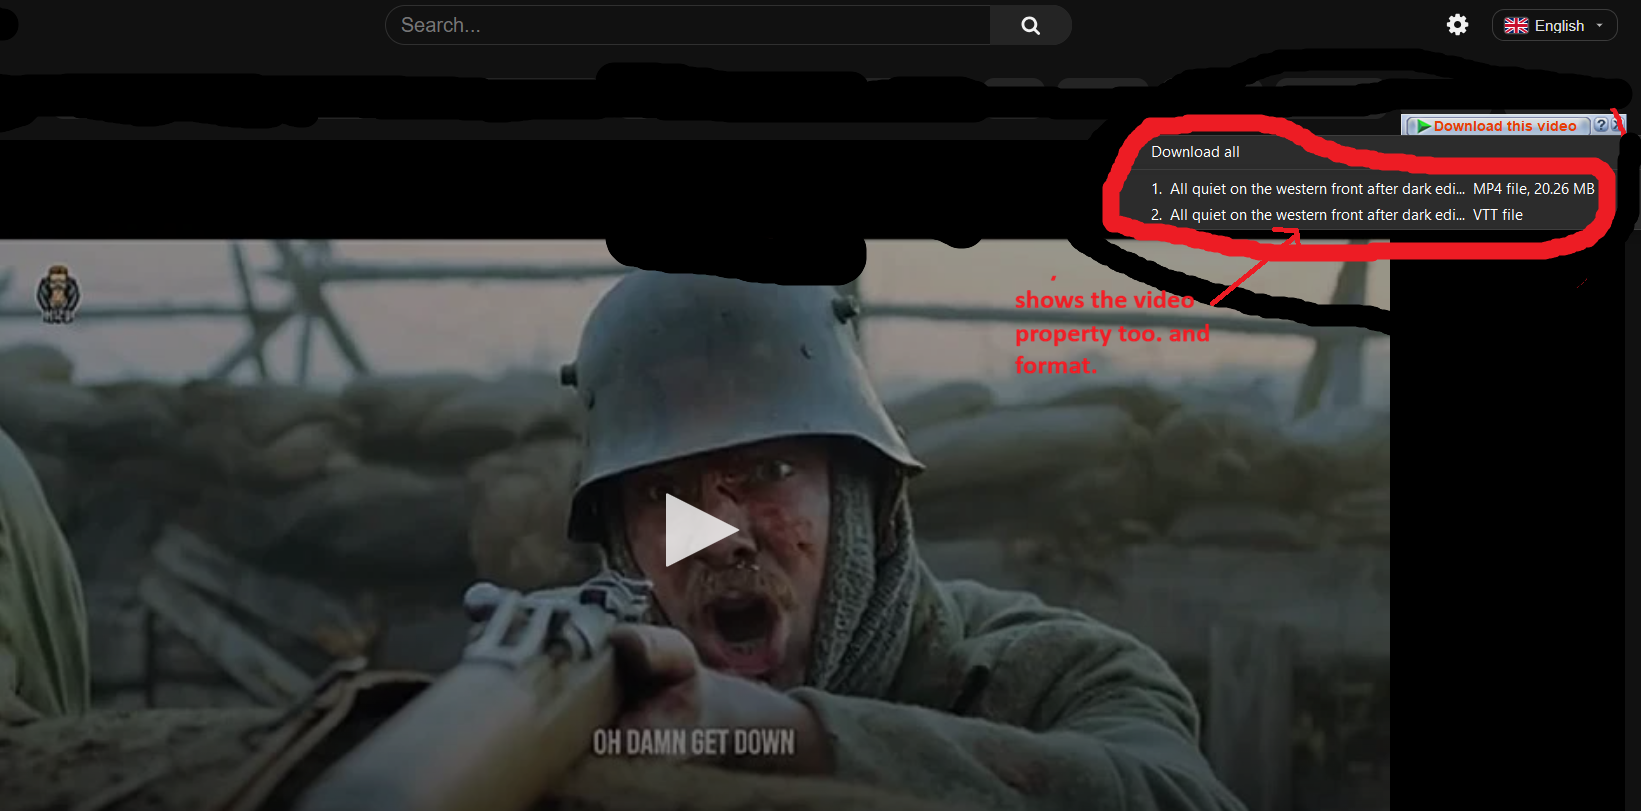 Search...
English
Download this video ? X
Download all
1. All quiet on the western front after dark edi... MP4 file, 20.26 MB
2. All quiet on the western front after dark edi... VTT file
shows the video
property too. and
format.
OH DAMN GET DOWN